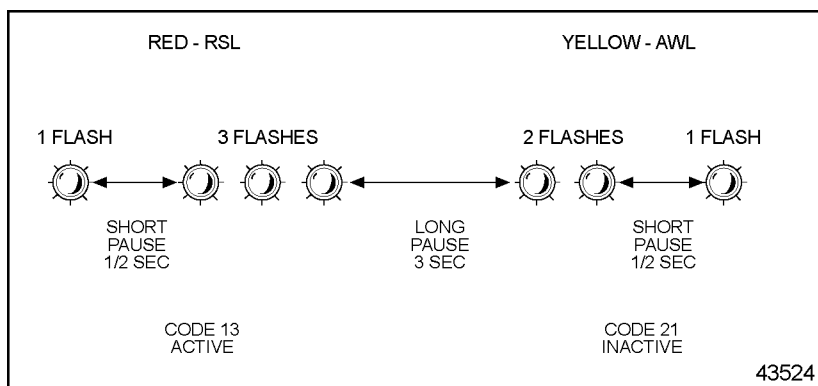 RED - RSL
YELLOW - AWL
1 FLASH
3 FLASHES
2 FLASHES
1 FLASH
SHORT
PAUSE
1/2 SEC
LONG
PAUSE
3 SEC
SHORT
PAUSE
1/2 SEC
CODE 13
ACTIVE
CODE 21
INACTIVE
43524